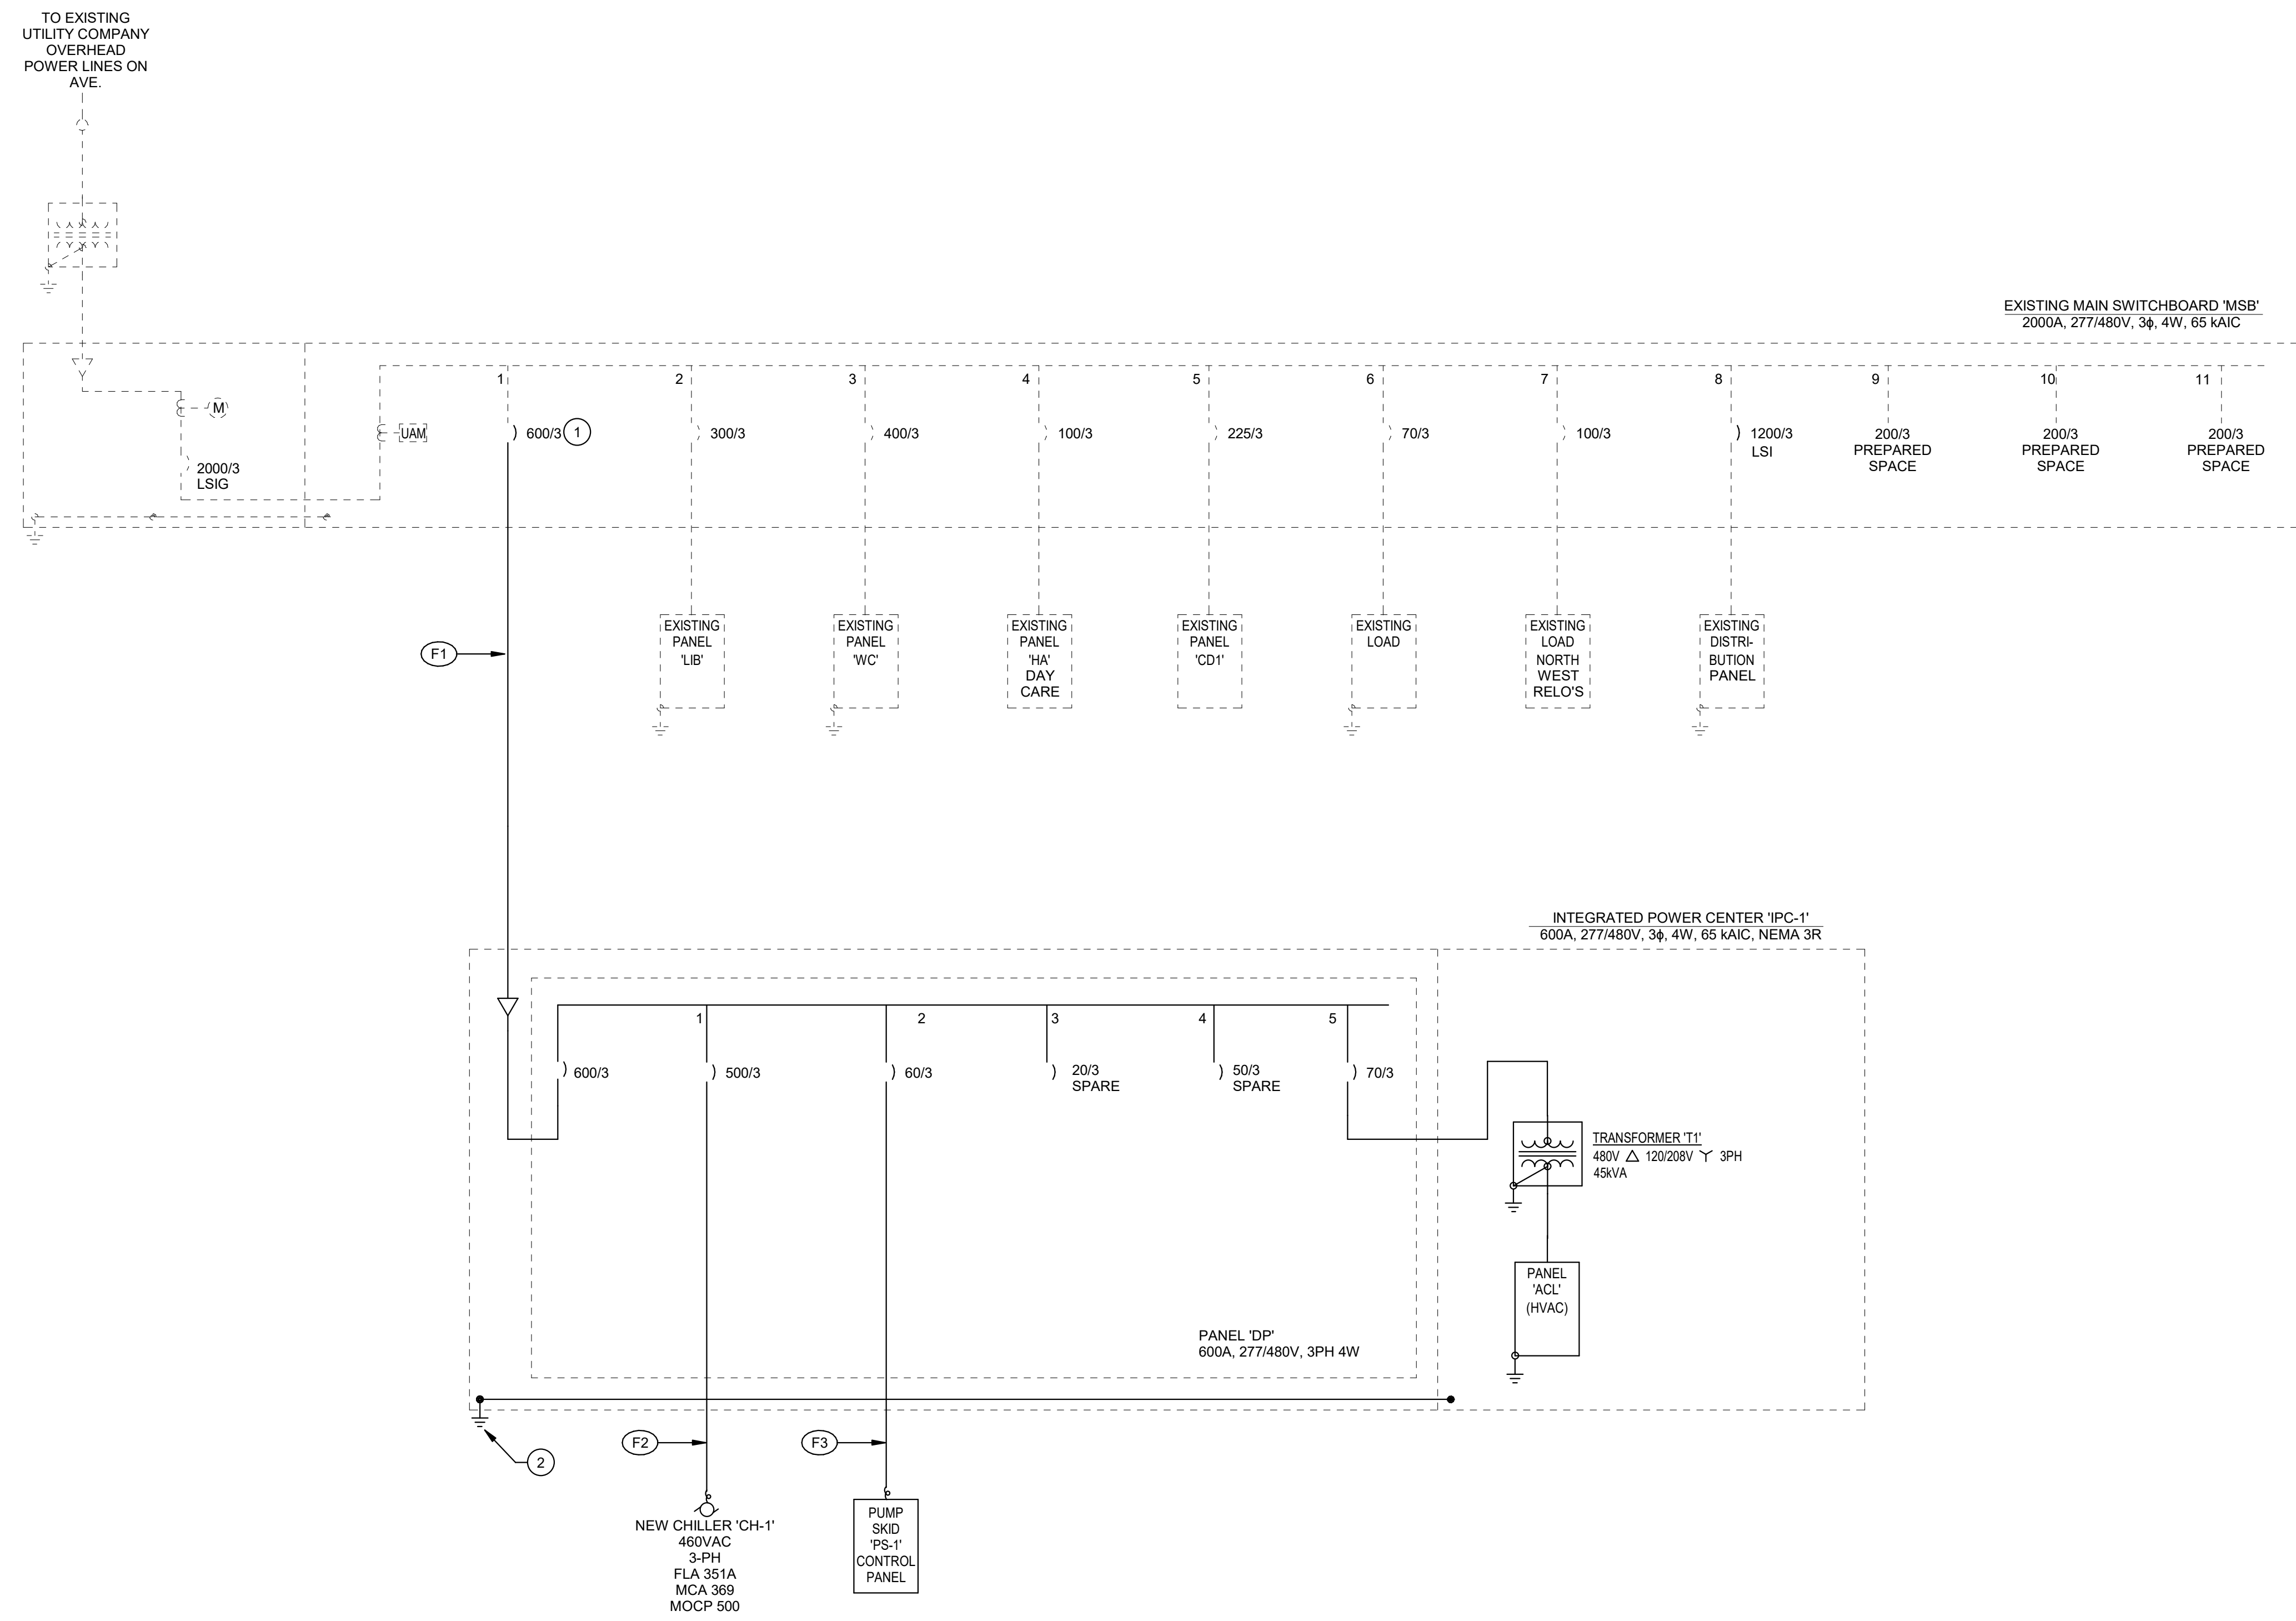 TO EXISTING
UTILITY COMPANY
OVERHEAD
POWER LINES ON
AVE.
EXISTING MAIN SWITCHBOARD 'MSB'
2000A, 277/480V, 3ϕ, 4W, 65 kAIC
M
2000/3
LSIG
UAM
1
600/3
1
2
300/3
3
400/3
4
100/3
5
225/3
6
70/3
7
100/3
8
1200/3
LSI
9
200/3
PREPARED
SPACE
10
200/3
PREPARED
SPACE
11
200/3
PREPARED
SPACE
F1
EXISTING
PANEL
'LIB'
EXISTING
PANEL
'WC'
EXISTING
PANEL
'HA'
DAY
CARE
EXISTING
PANEL
'CD1'
EXISTING
LOAD
EXISTING
LOAD
NORTH
WEST
RELO'S
EXISTING
DISTRI-
BUTION
PANEL
INTEGRATED POWER CENTER 'IPC-1'
600A, 277/480V, 3ϕ, 4W, 65 kAIC, NEMA 3R
600/3
1
500/3
2
60/3
3
20/3
SPARE
4
50/3
SPARE
5
70/3
TRANSFORMER 'T1'
480V 120/208V 3PH
45kVA
PANEL
'ACL'
(HVAC)
PANEL 'DP'
600A, 277/480V, 3PH 4W
2
F2
F3
NEW CHILLER 'CH-1'
460VAC
3-PH
FLA 351A
MCA 369
MOCP 500
PUMP
SKID
'PS-1'
CONTROL
PANEL